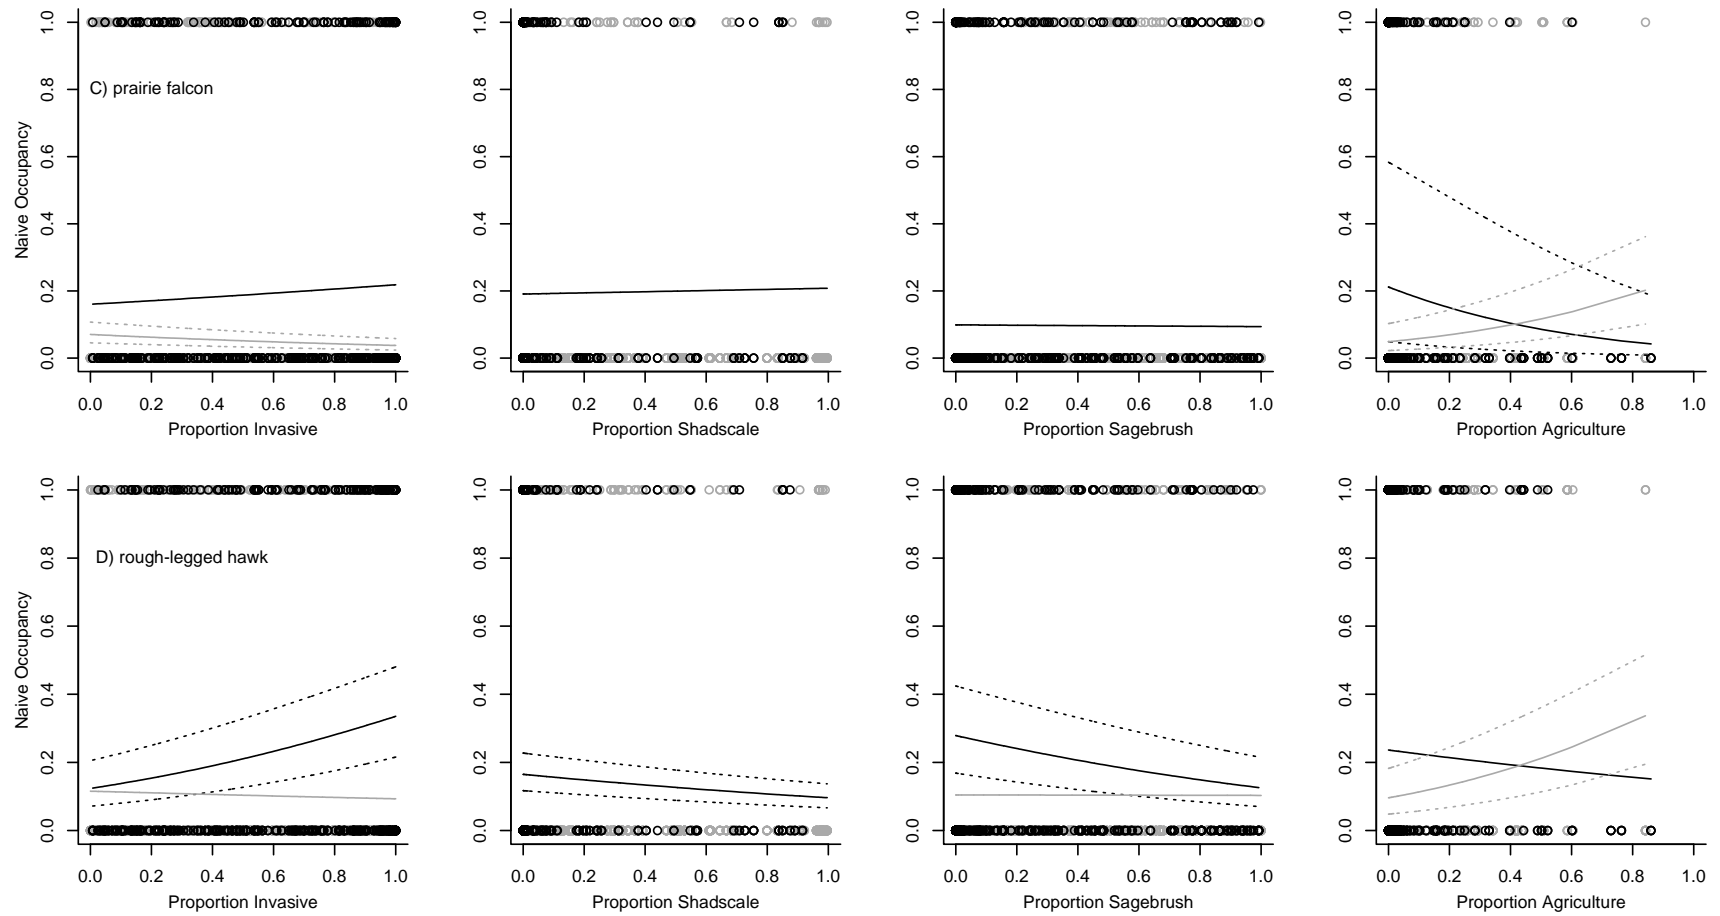 1.0
0.8
0.6
0.4
0.2
0.0
Naive Occupancy
C) prairie falcon
0.0 0.2 0.4 0.6 0.8 1.0
Proportion Invasive
1.0
0.8
0.6
0.4
0.2
0.0
0.0 0.2 0.4 0.6 0.8 1.0
Proportion Shadscale
1.0
0.8
0.6
0.4
0.2
0.0
0.0 0.2 0.4 0.6 0.8 1.0
Proportion Sagebrush
1.0
0.8
0.6
0.4
0.2
0.0
0.0 0.2 0.4 0.6 0.8 1.0
Proportion Agriculture
1.0
0.8
0.6
0.4
0.2
0.0
Naive Occupancy
D) rough-legged hawk
0.0 0.2 0.4 0.6 0.8 1.0
Proportion Invasive
1.0
0.8
0.6
0.4
0.2
0.0
0.0 0.2 0.4 0.6 0.8 1.0
Proportion Shadscale
1.0
0.8
0.6
0.4
0.2
0.0
0.0 0.2 0.4 0.6 0.8 1.0
Proportion Sagebrush
1.0
0.8
0.6
0.4
0.2
0.0
0.0 0.2 0.4 0.6 0.8 1.0
Proportion Agriculture